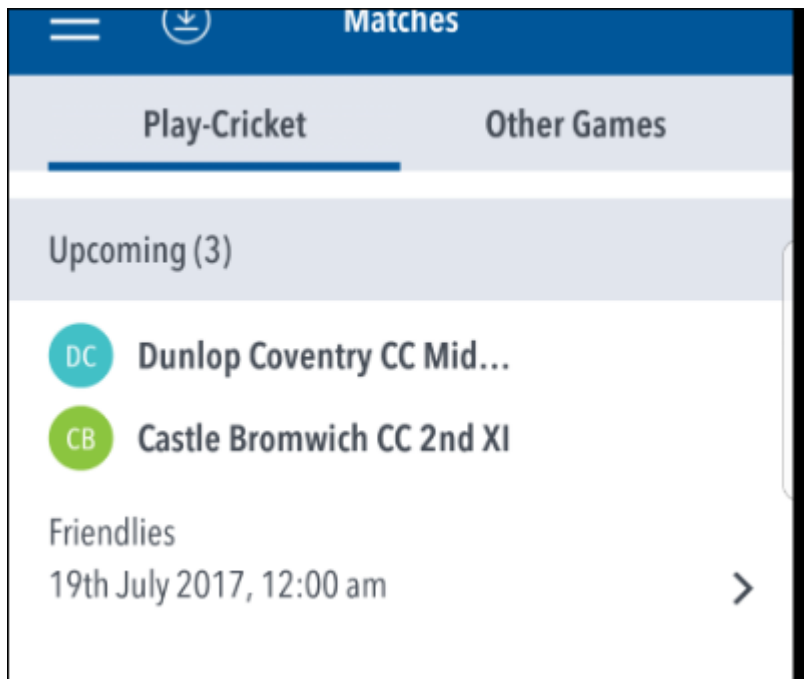 Matches
Play-Cricket Other Games
Upcoming (3)
DC Dunlop Coventry CC Mid...
CB Castle Bromwich CC 2nd XI
Friendlies
19th July 2017, 12:00 am